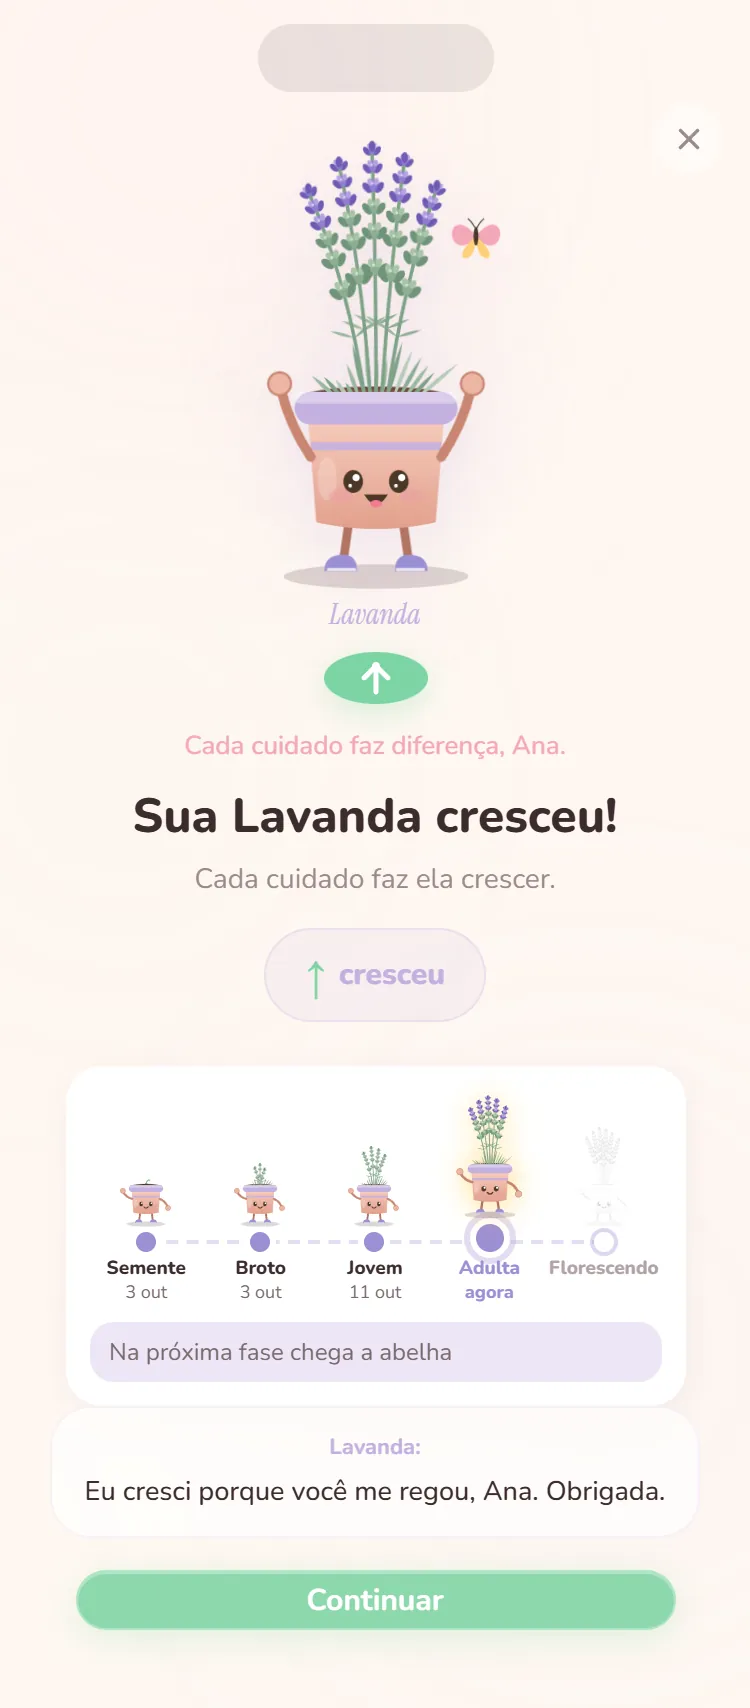 Lavanda
Cada cuidado faz diferença, Ana.
Sua Lavanda cresceu!
Cada cuidado faz ela crescer.
↑ cresceu
Semente
3 out
Broto
3 out
Jovem
11 out
Adulta
agora
Florescendo
Na próxima fase chega a abelha
Lavanda:
Eu cresci porque você me regou, Ana. Obrigada.
Continuar